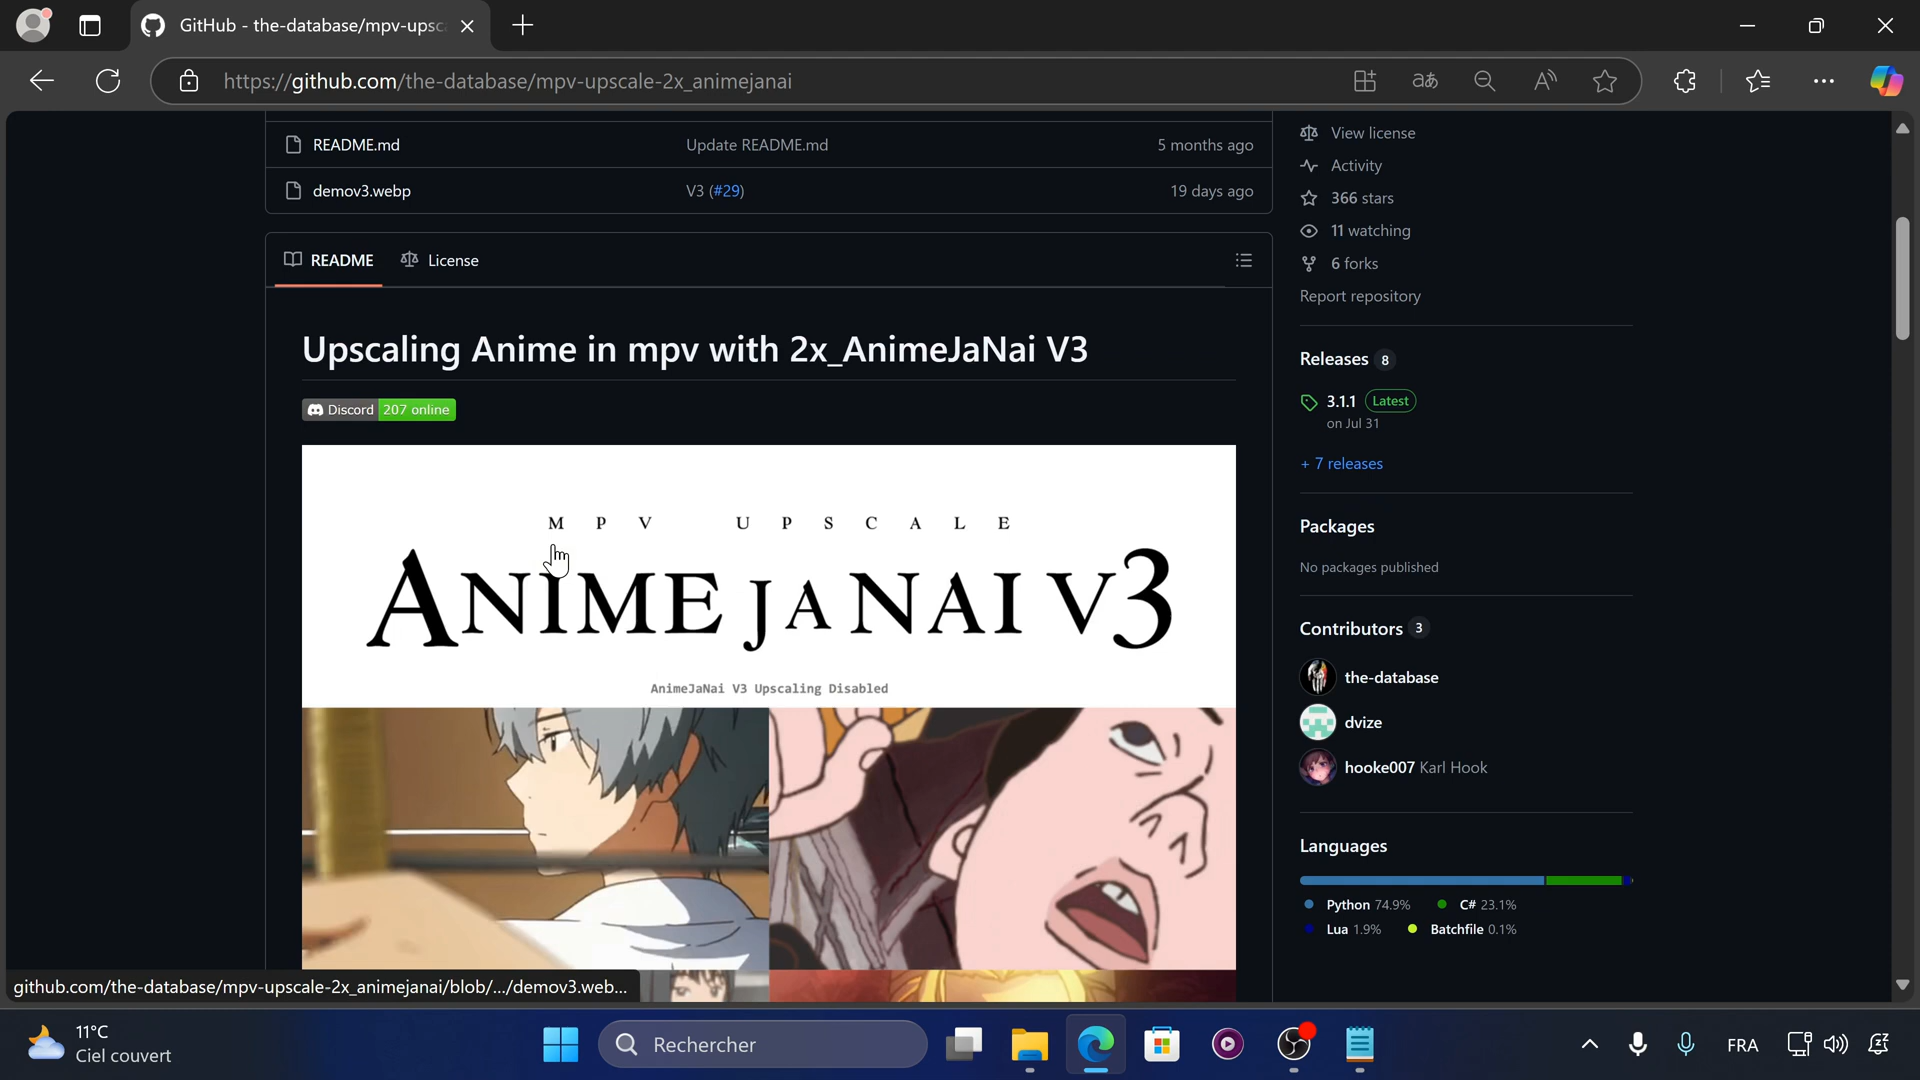 GitHub - the-database/mpv-upsc
https://github.com/the-database/mpv-upscale-2x_animejanai
README.md Update README.md 5 months ago
demov3.webp V3 (#29) 19 days ago
README License
Upscaling Anime in mpv with 2x_AnimeJaNai V3
Discord 207 online
MPV UPSCALE
ANIMEJANAI V3
AnimeJaNai V3 Upscaling Disabled
View license
Activity
366 stars
11 watching
6 forks
Report repository
Releases 8
3.1.1 Latest
on Jul 31
+ 7 releases
Packages
No packages published
Contributors 3
the-database
dvize
hooke007 Karl Hook
Languages
Python 74.9% C# 23.1%
Lua 1.9% Batchfile 0.1%
github.com/the-database/mpv-upscale-2x_animejanai/blob/.../demov3.web...
11°C
Ciel couvert
Rechercher
FRA